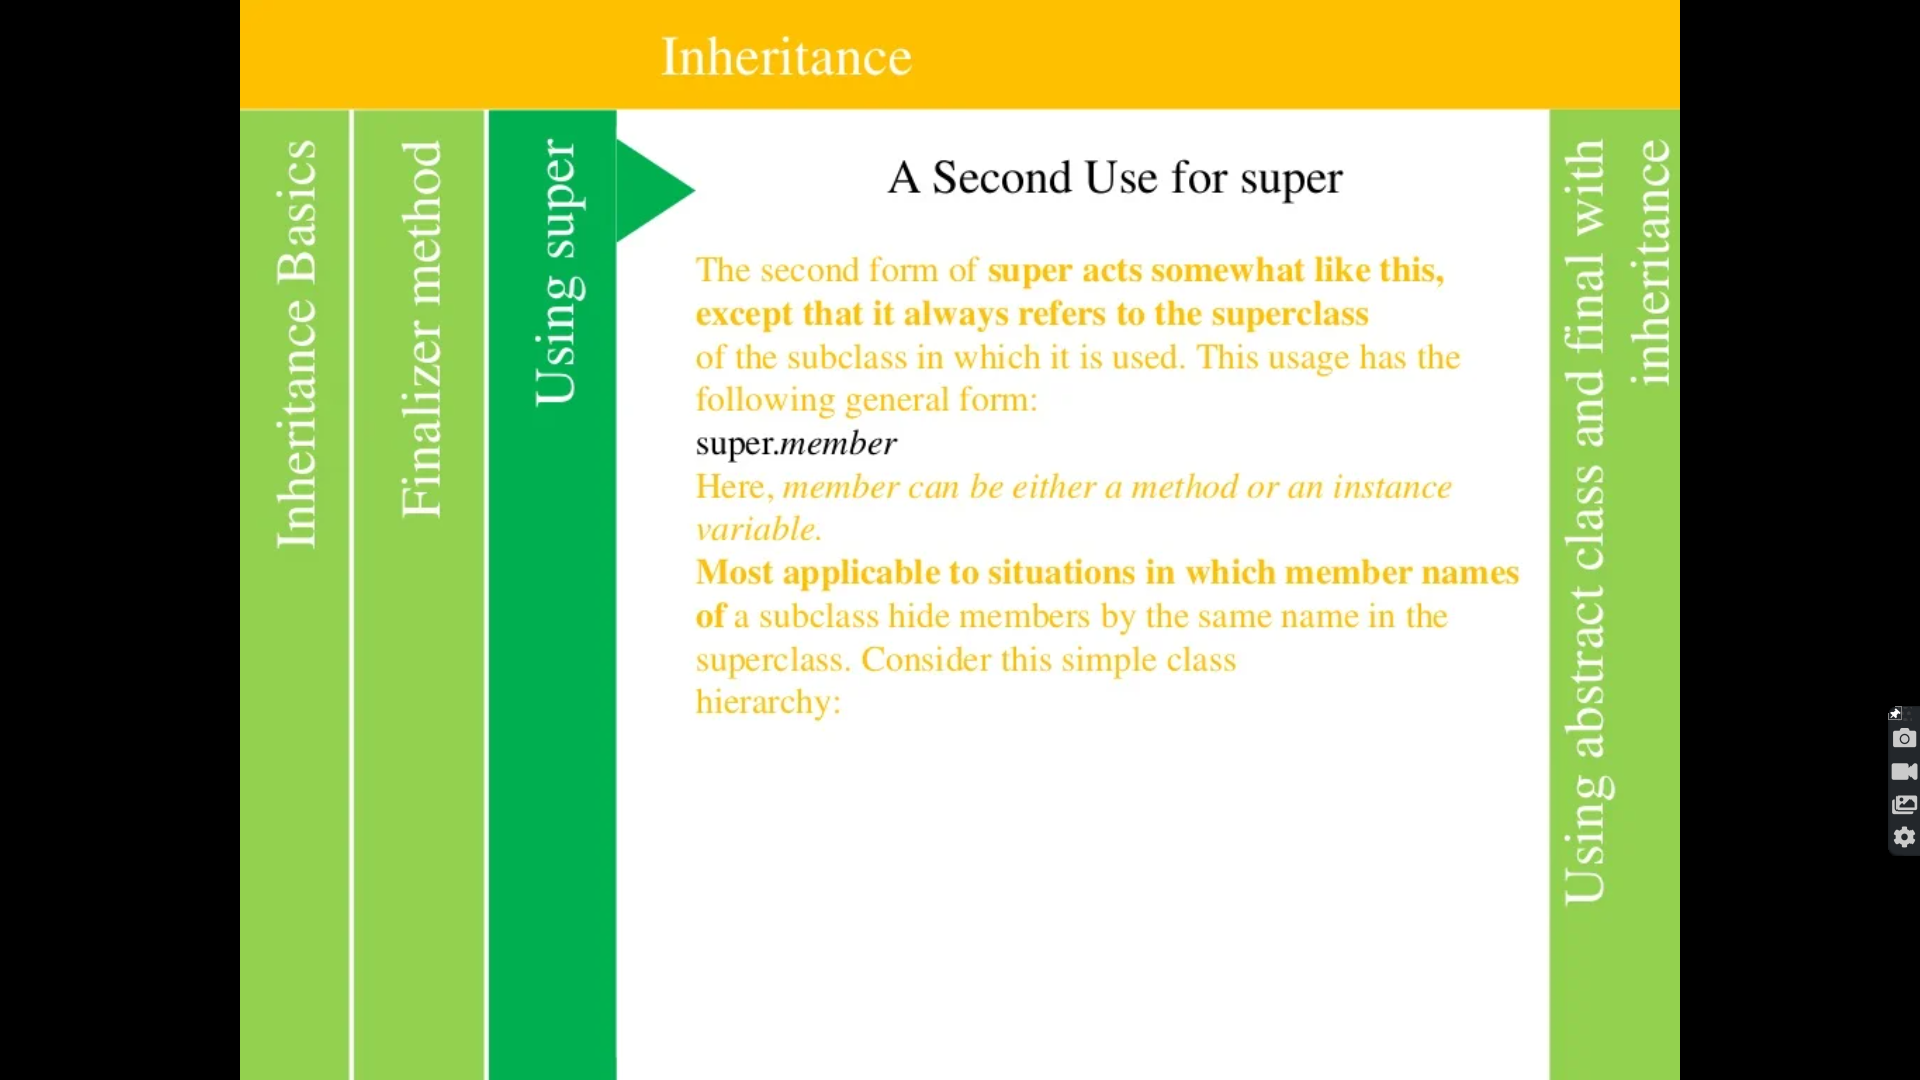 Inheritance
Inheritance Basics
Finalizer method
Using super
A Second Use for super
The second form of super acts somewhat like this,
except that it always refers to the superclass
of the subclass in which it is used. This usage has the
following general form:
super.member
Here, member can be either a method or an instance
variable.
Most applicable to situations in which member names
of a subclass hide members by the same name in the
superclass. Consider this simple class
hierarchy:
Using abstract class and final with
inheritance